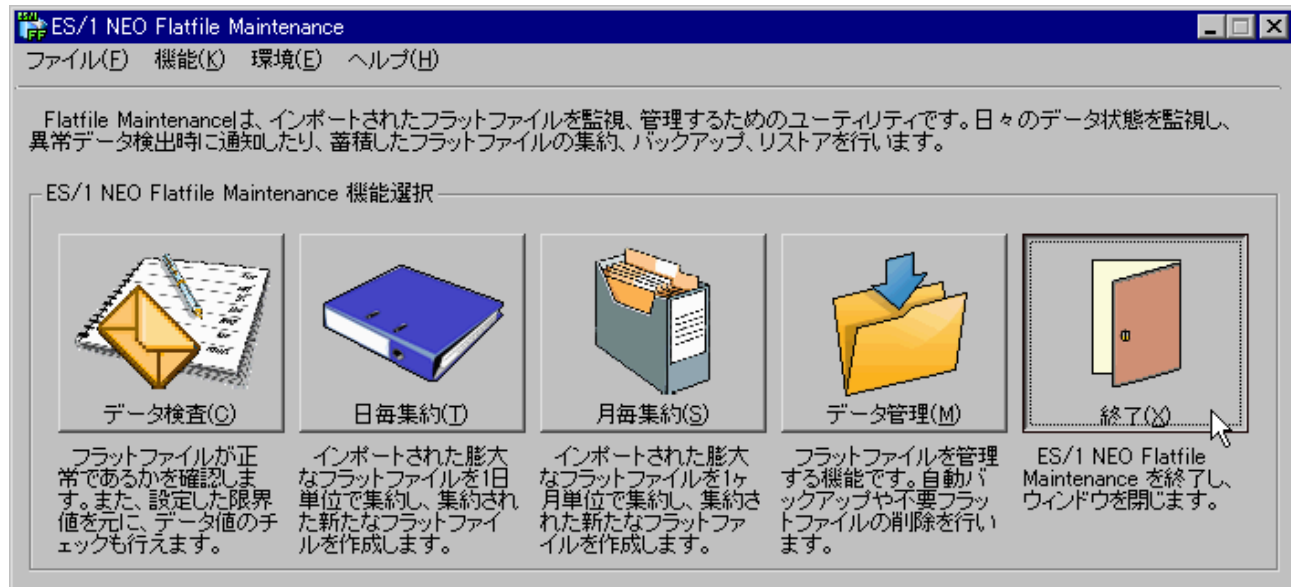 ES/1 NEO Flatfile Maintenance
ファイル(F) 機能(K) 環境(E) ヘルプ(H)
Flatfile Maintenanceは、インポートされたフラットファイルを監視、管理するためのユーティリティです。日々のデータ状態を監視し、
異常データ検出時に通知したり、蓄積したフラットファイルの集約、バックアップ、リストアを行います。
ES/1 NEO Flatfile Maintenance 機能選択
データ検査(C)
フラットファイルが正
常であるかを確認しま
す。また、設定した限界
値を元に、データ値のチ
ェックも行えます。
日毎集約(T)
インポートされた膨大
なフラットファイルを1日
単位で集約し、集約され
た新たなフラットファイ
ルを作成します。
月毎集約(S)
インポートされた膨大
なフラットファイルを1ヶ
月単位で集約し、集約さ
れた新たなフラットファ
イルを作成します。
データ管理(M)
フラットファイルを管理
する機能です。自動バ
ックアップや不要フラッ
トファイルの削除を行い
ます。
終了(X)
ES/1 NEO Flatfile
Maintenance を終了し、
ウィンドウを閉じます。